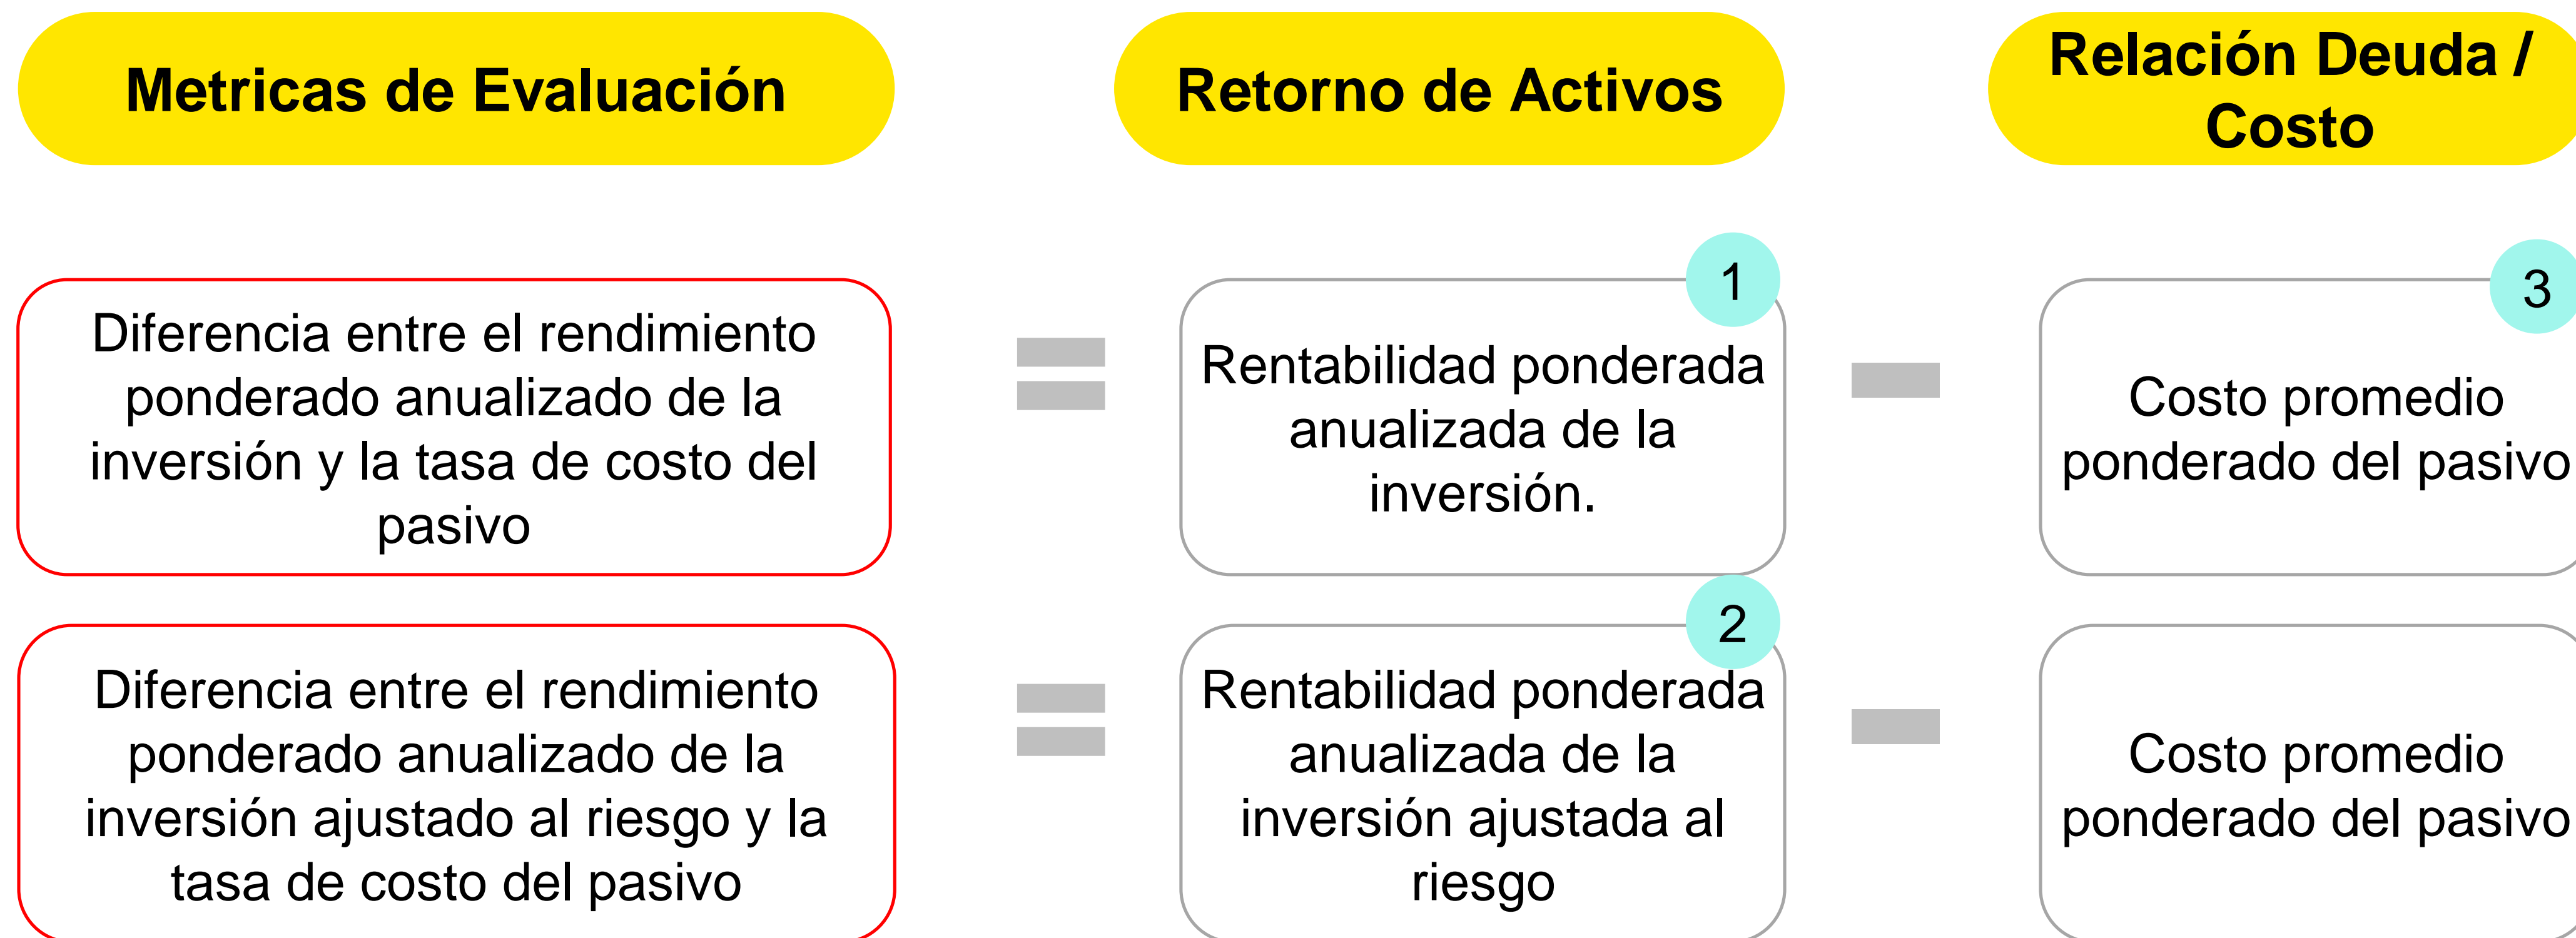 Metricas de Evaluación
Retorno de Activos
Relación Deuda /
Costo
Diferencia entre el rendimiento
ponderado anualizado de la
inversión y la tasa de costo del
pasivo
1
Rentabilidad ponderada
anualizada de la
inversión.
3
Costo promedio
ponderado del pasivo
Diferencia entre el rendimiento
ponderado anualizado de la
inversión ajustado al riesgo y la
tasa de costo del pasivo
2
Rentabilidad ponderada
anualizada de la
inversión ajustada al
riesgo
Costo promedio
ponderado del pasivo